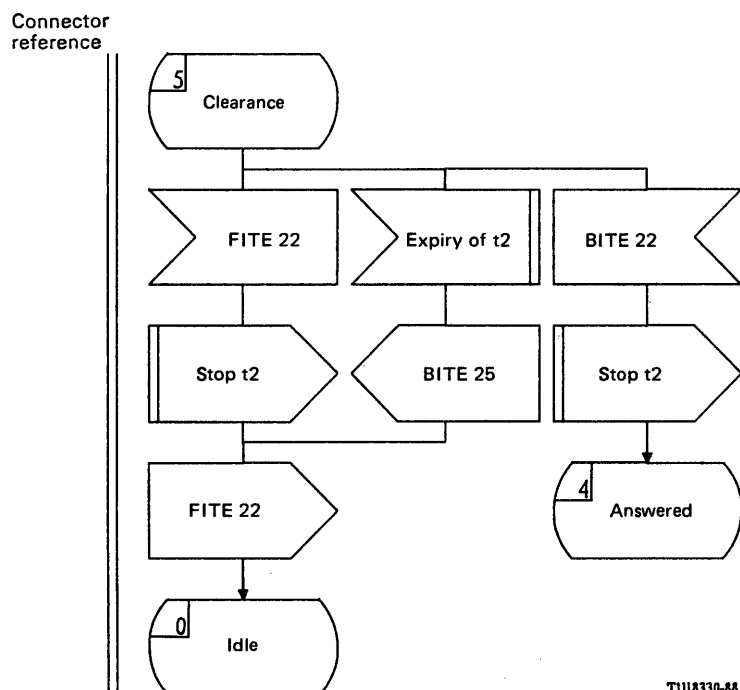 Connector
reference
5
Clearance
FITE 22
Expiry of t2
BITE 22
Stop t2
BITE 25
Stop t2
FITE 22
4
Answered
0
Idle
T1118330-88